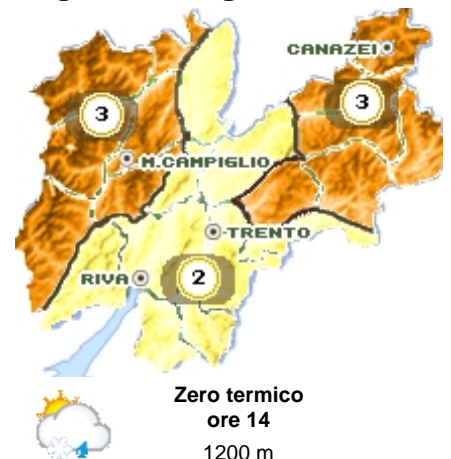 CANAZEI
3
3
M.CAMPIGLIO
TRENTO
RIVA
2
Zero termico
ore 14
1200 m